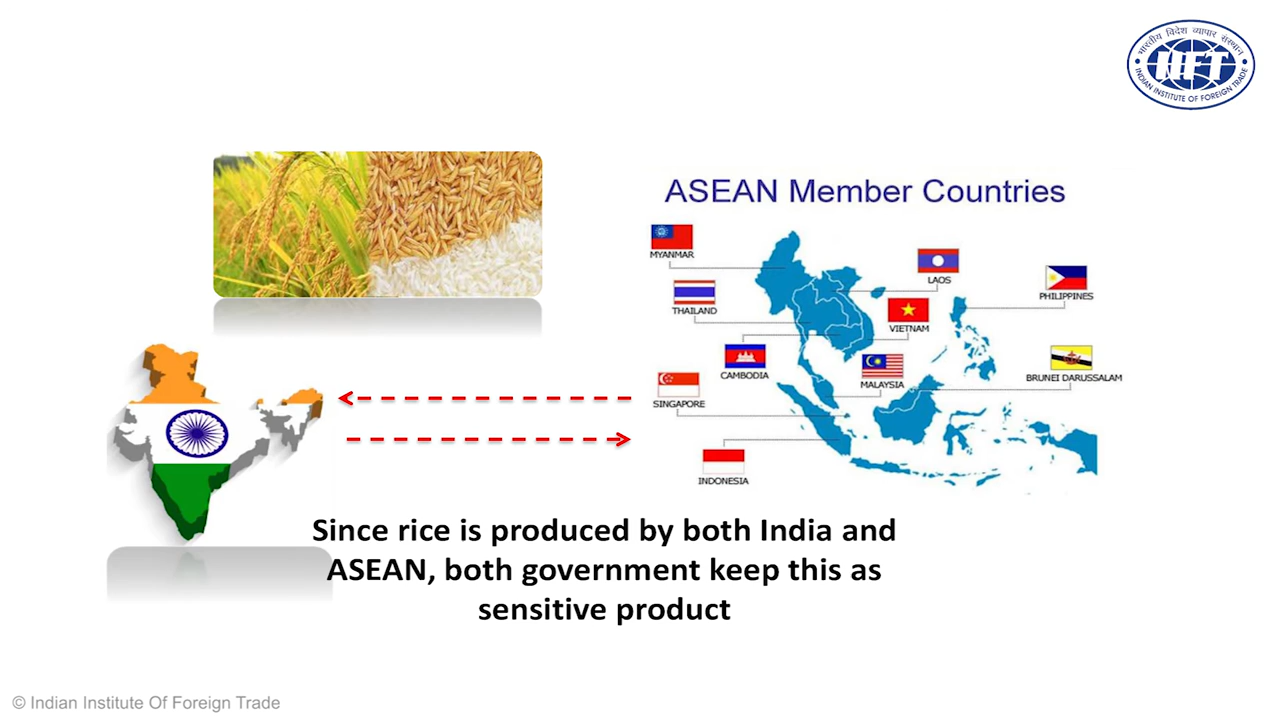 भारतीय विदेश व्यापार संस्थान
IIFT
INDIAN INSTITUTE OF FOREIGN TRADE
ASEAN Member Countries
MYANMAR
LAOS
THAILAND
PHILIPPINES
VIETNAM
CAMBODIA
MALAYSIA
BRUNEI DARUSSALAM
SINGAPORE
INDONESIA
Since rice is produced by both India and
ASEAN, both government keep this as
sensitive product
© Indian Institute Of Foreign Trade